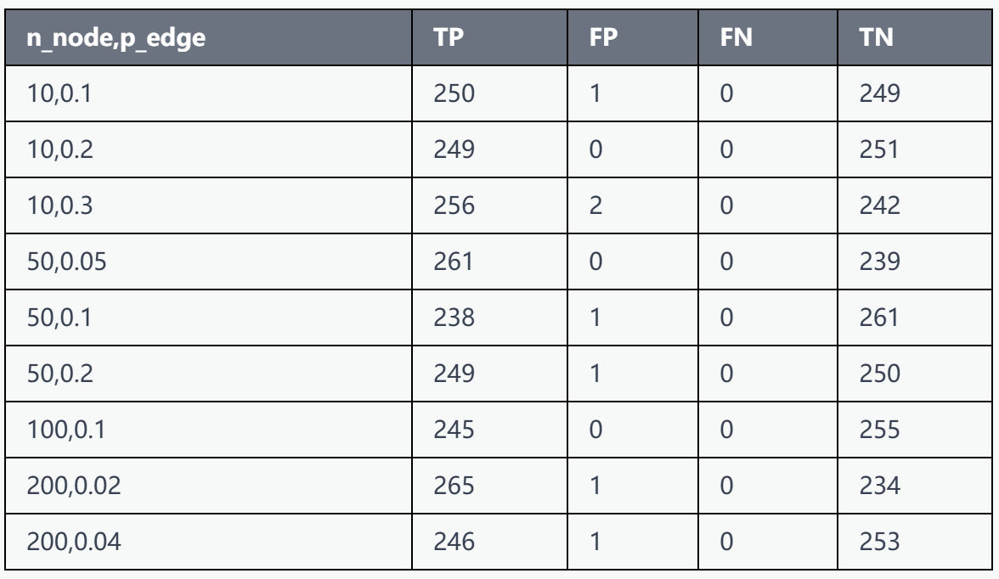 n_node,p_edge TP FP FN TN
10,0.1 250 1 0 249
10,0.2 249 0 0 251
10,0.3 256 2 0 242
50,0.05 261 0 0 239
50,0.1 238 1 0 261
50,0.2 249 1 0 250
100,0.1 245 0 0 255
200,0.02 265 1 0 234
200,0.04 246 1 0 253